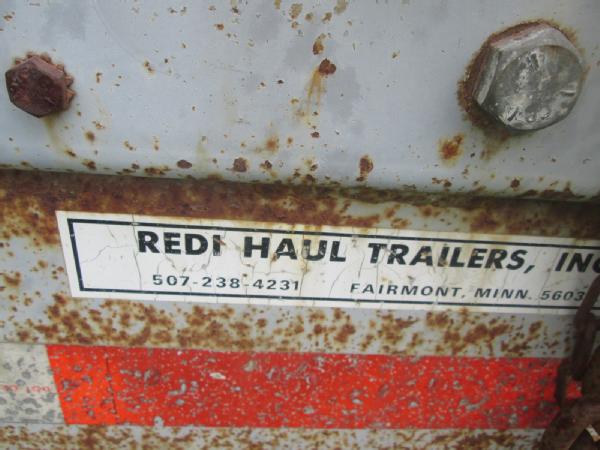 REDI HAUL TRAILERS, INC
507-238-4231 FAIRMONT, MINN. 5603